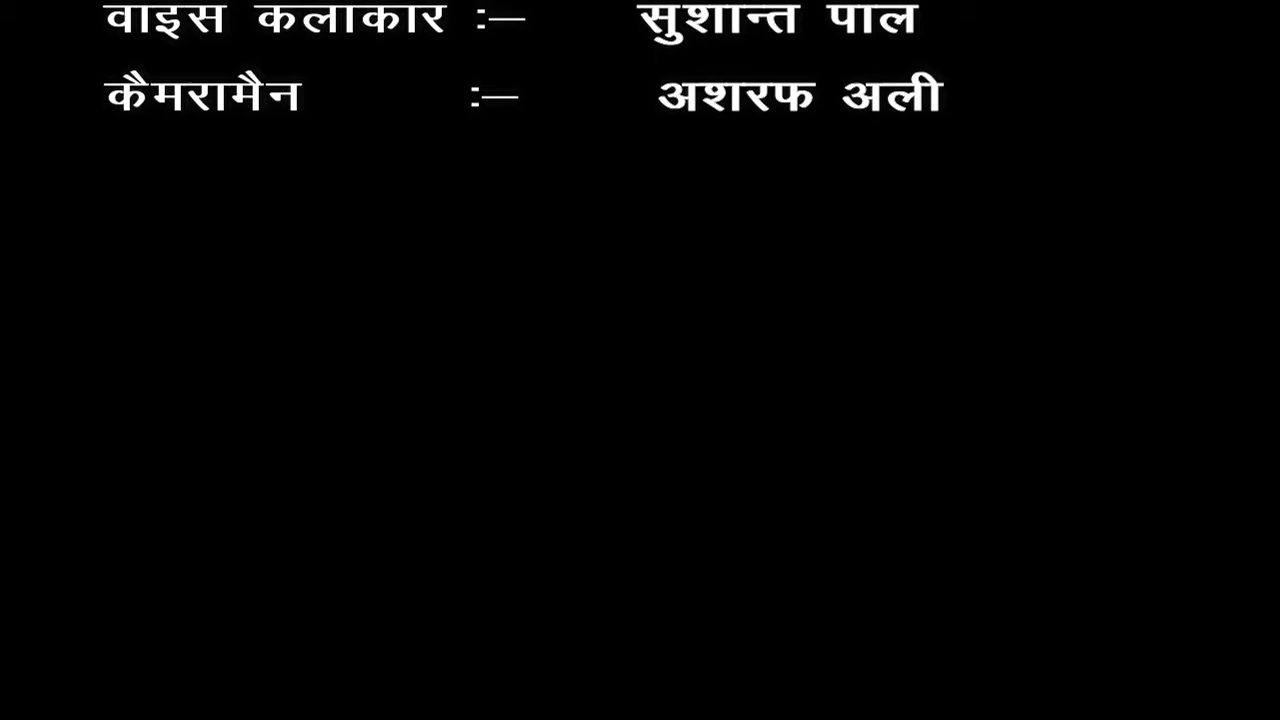 वाइस कलाकार :— सुशान्त पाल
कैमरामैन :— अशरफ अली